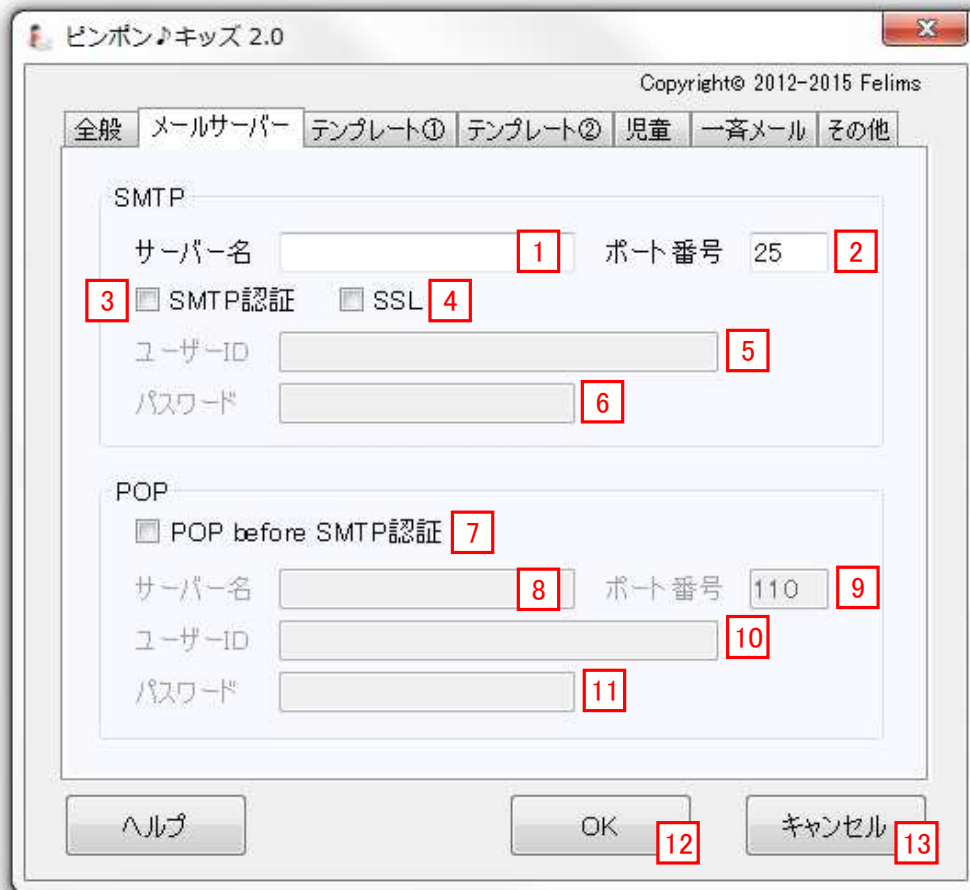 ピンポン♪キッズ 2.0
x
Copyright© 2012-2015 Felims
全般 メールサーバー テンプレート① テンプレート② 児童 一斉メール その他
SMTP
サーバー名 1 ポート番号 25 2
3 SMTP認証 SSL 4
ユーザーID 5
パスワード 6
POP
POP before SMTP認証 7
サーバー名 8 ポート番号 110 9
ユーザーID 10
パスワード 11
ヘルプ OK 12 キャンセル 13